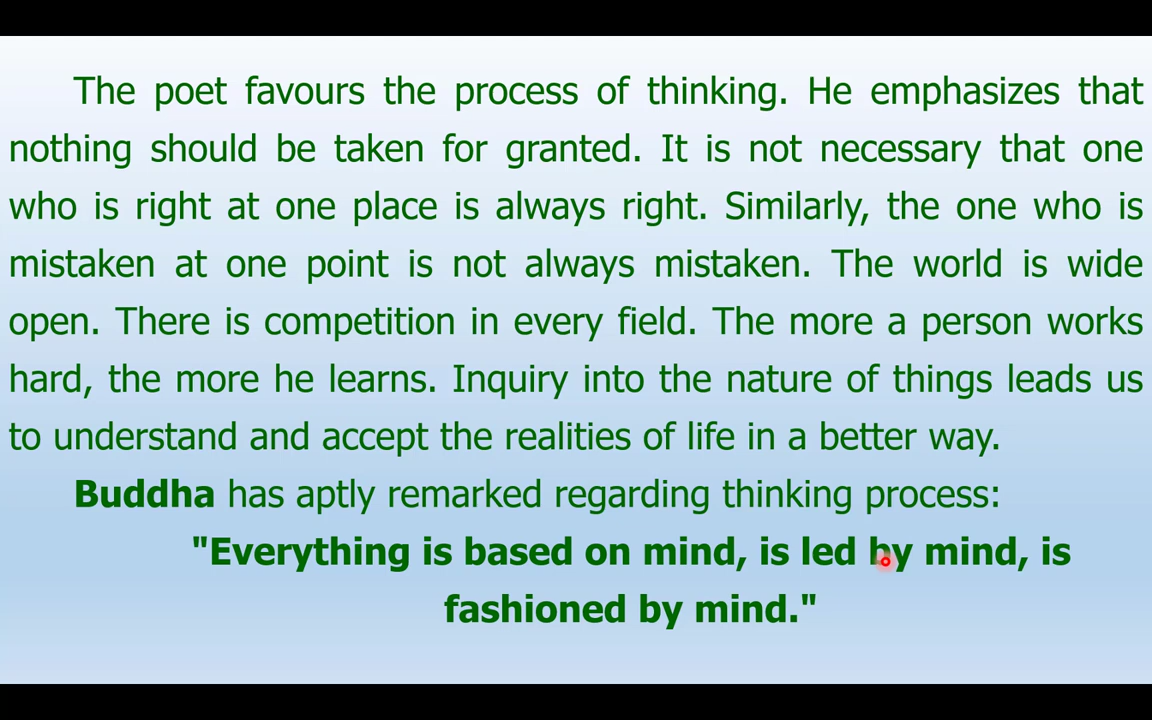 The poet favours the process of thinking. He emphasizes that
nothing should be taken for granted. It is not necessary that one
who is right at one place is always right. Similarly, the one who is
mistaken at one point is not always mistaken. The world is wide
open. There is competition in every field. The more a person works
hard, the more he learns. Inquiry into the nature of things leads us
to understand and accept the realities of life in a better way.
Buddha has aptly remarked regarding thinking process:
"Everything is based on mind, is led by mind, is
fashioned by mind."